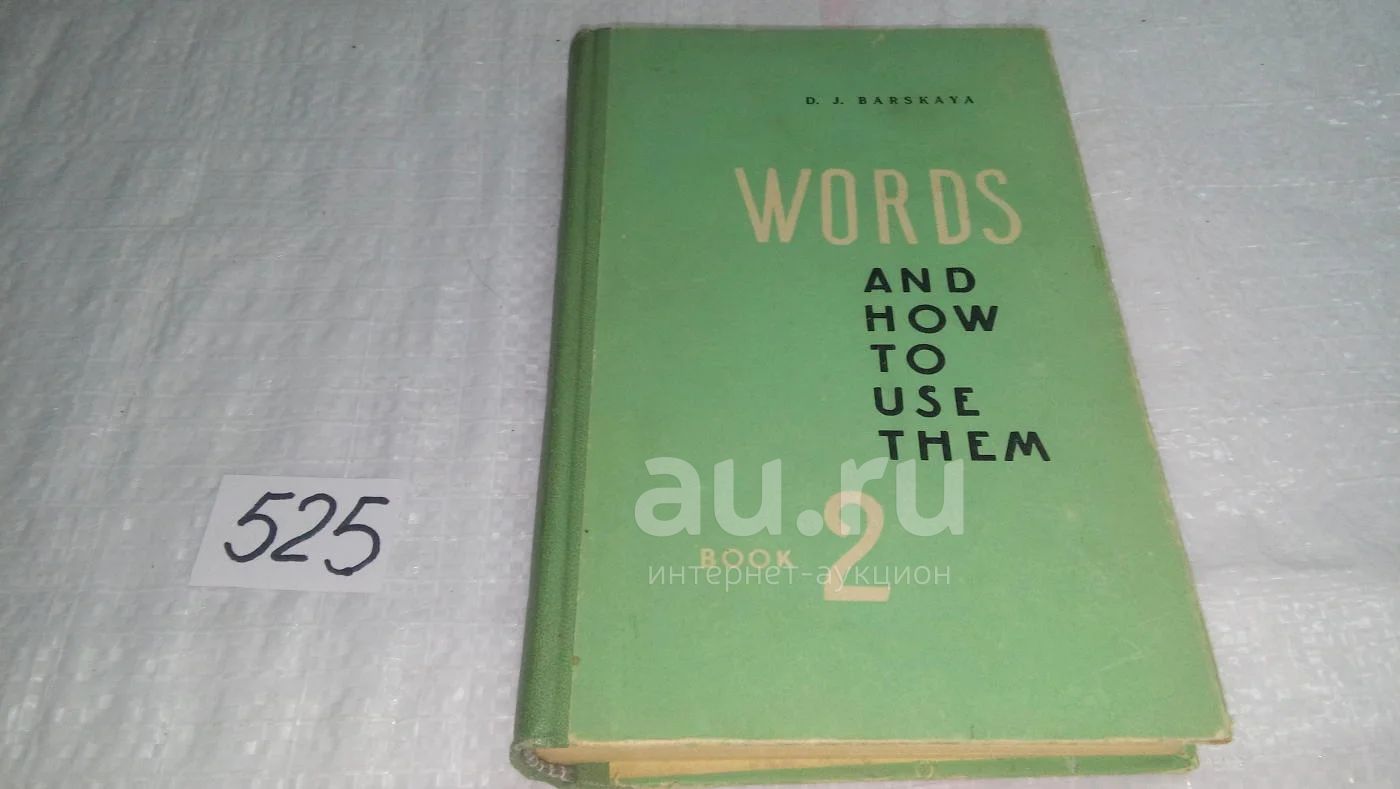 D. J. BARSKAYA
WORDS
AND
HOW
TO
USE
THEM
BOOK 2
525
au.ru
интернет-аукцион